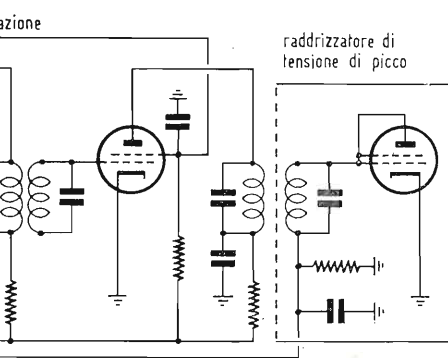 azione
raddrizzatore di
tensione di picco